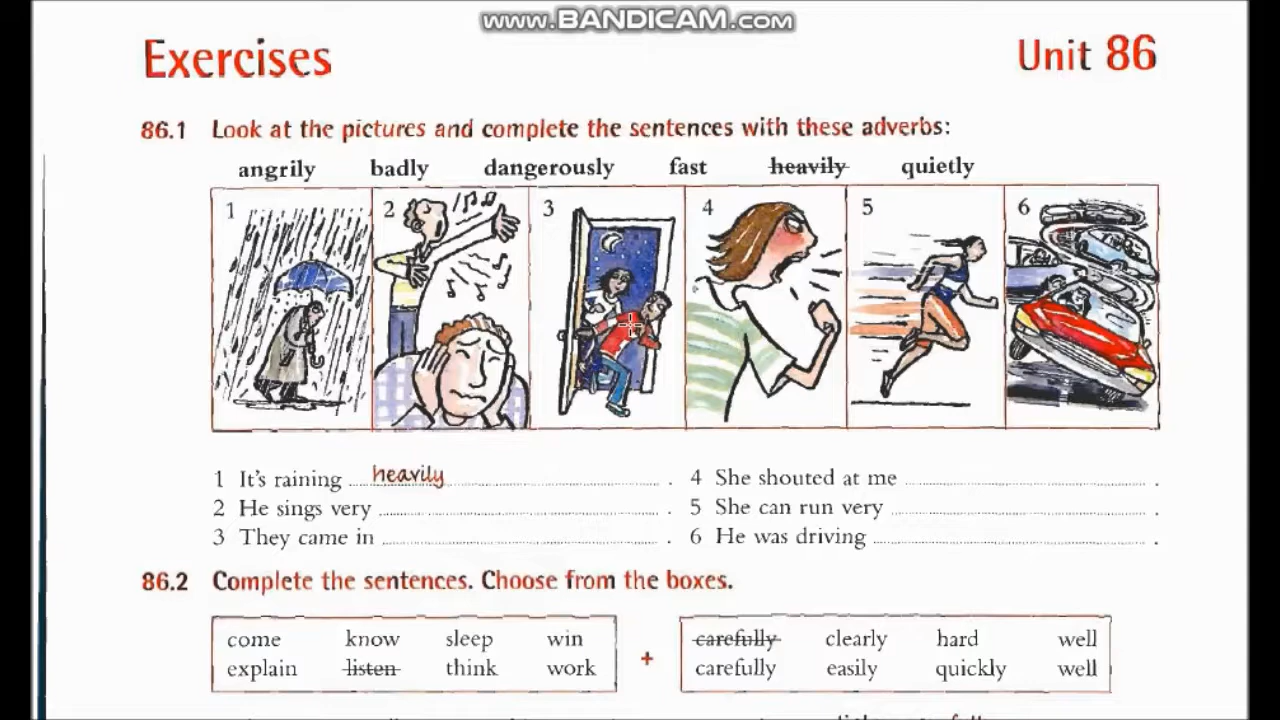 www.BANDICAM.com
Exercises
Unit 86
86.1 Look at the pictures and complete the sentences with these adverbs:
angrily badly dangerously fast heavily quietly
1 2 3 4 5 6
1 It's raining heavily .
2 He sings very .
3 They came in .
4 She shouted at me .
5 She can run very .
6 He was driving .
86.2 Complete the sentences. Choose from the boxes.
come know sleep win
explain listen think work
+
carefully clearly hard well
carefully easily quickly well